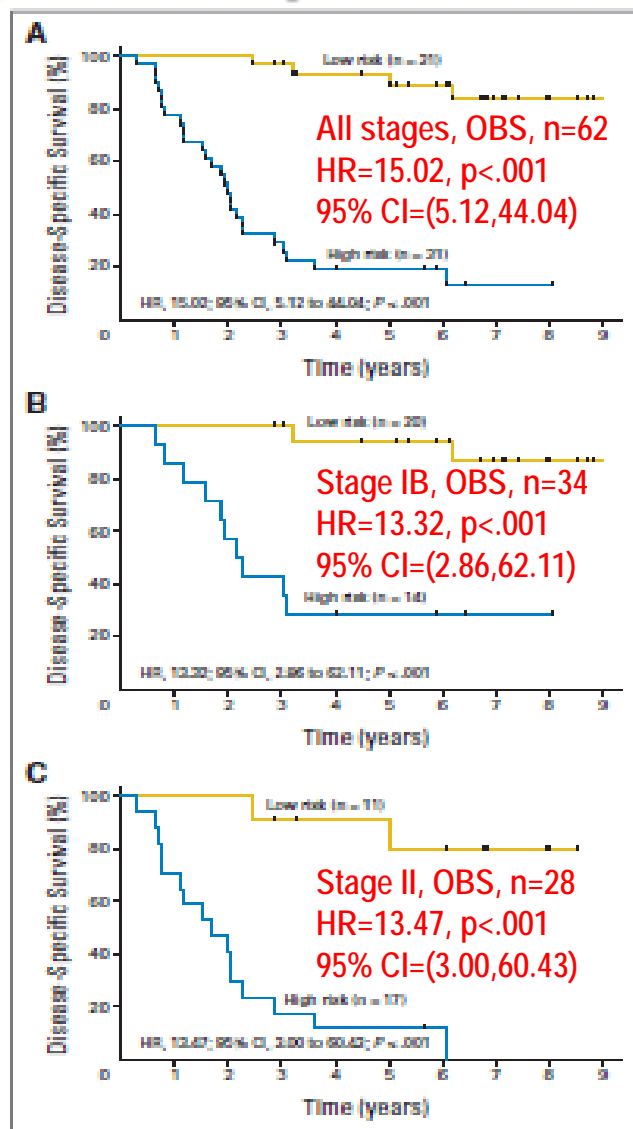 A
Disease-Specific Survival (%)
100
80
60
40
20
0
Low risk (n = 31)
All stages, OBS, n=62
HR=15.02, p<.001
95% CI=(5.12,44.04)
High risk (n = 31)
HR, 15.02; 95% CI, 5.12 to 44.04; P < .001
1 2 3 4 5 6 7 8 9
Time (years)
B
Disease-Specific Survival (%)
100
80
60
40
20
0
Low risk (n = 20)
Stage IB, OBS, n=34
HR=13.32, p<.001
95% CI=(2.86,62.11)
High risk (n = 14)
HR, 13.32; 95% CI, 2.86 to 62.11; P < .001
1 2 3 4 5 6 7 8 9
Time (years)
C
Disease-Specific Survival (%)
100
80
60
40
20
0
Low risk (n = 11)
Stage II, OBS, n=28
HR=13.47, p<.001
95% CI=(3.00,60.43)
High risk (n = 17)
HR, 13.47; 95% CI, 3.00 to 60.43; P < .001
1 2 3 4 5 6 7 8 9
Time (years)